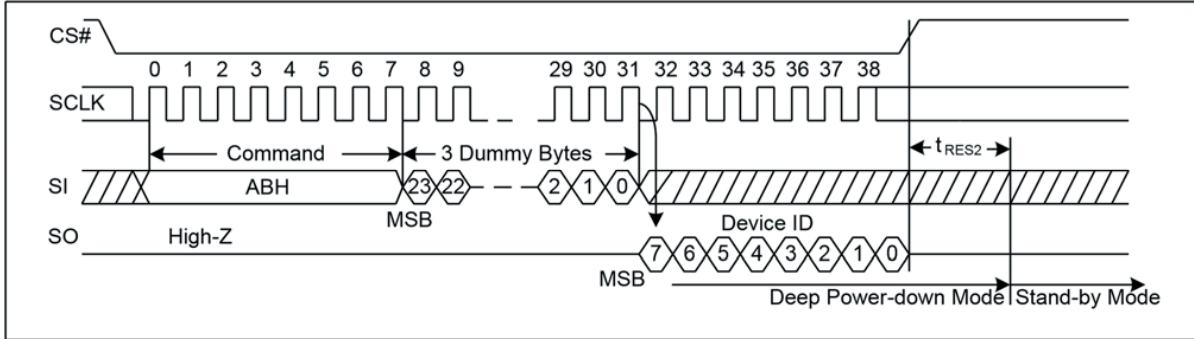 CS#
0 1 2 3 4 5 6 7 8 9 29 30 31 32 33 34 35 36 37 38
SCLK
Command 3 Dummy Bytes tRES2
SI ABH 23 22 2 1 0
MSB Device ID
SO High-Z
7 6 5 4 3 2 1 0
MSB
Deep Power-down Mode Stand-by Mode